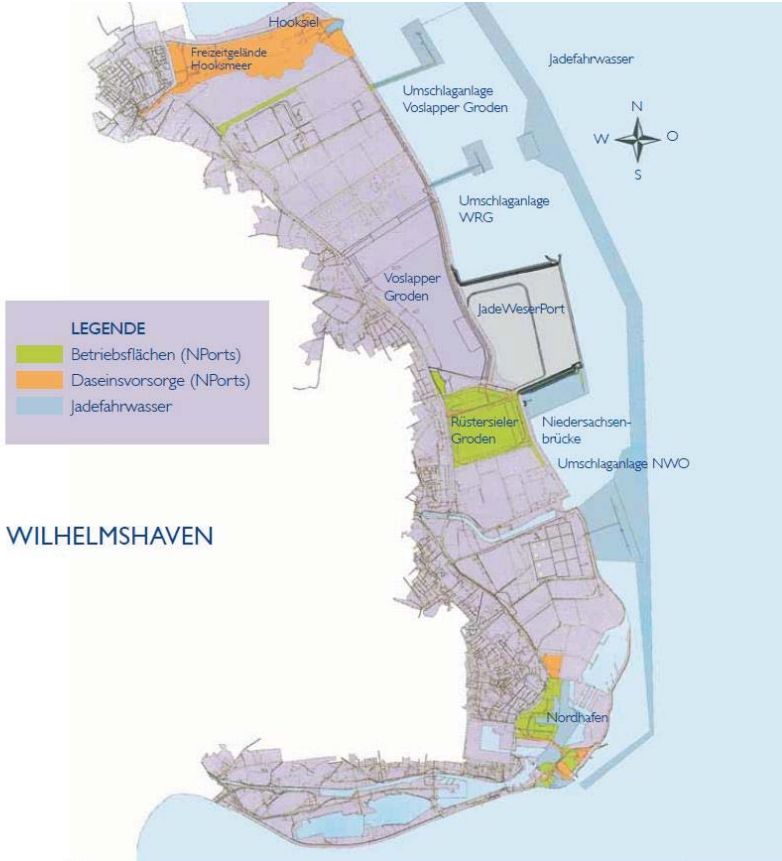 Hooksiel
Freizeitgelände
Hooksmeer
Jadefahrwasser
Umschlaganlage
Voslapper Groden
N
W
O
S
Umschlaganlage
WRG
Voslapper
Groden
JadeWeserPort
LEGENDE
Betriebsflächen (NPorts)
Daseinsvorsorge (NPorts)
Jadefahrwasser
Rüstersieler
Groden
Niedersachsen-
brücke
Umschlaganlage NWO
WILHELMSHAVEN
Nordhafen